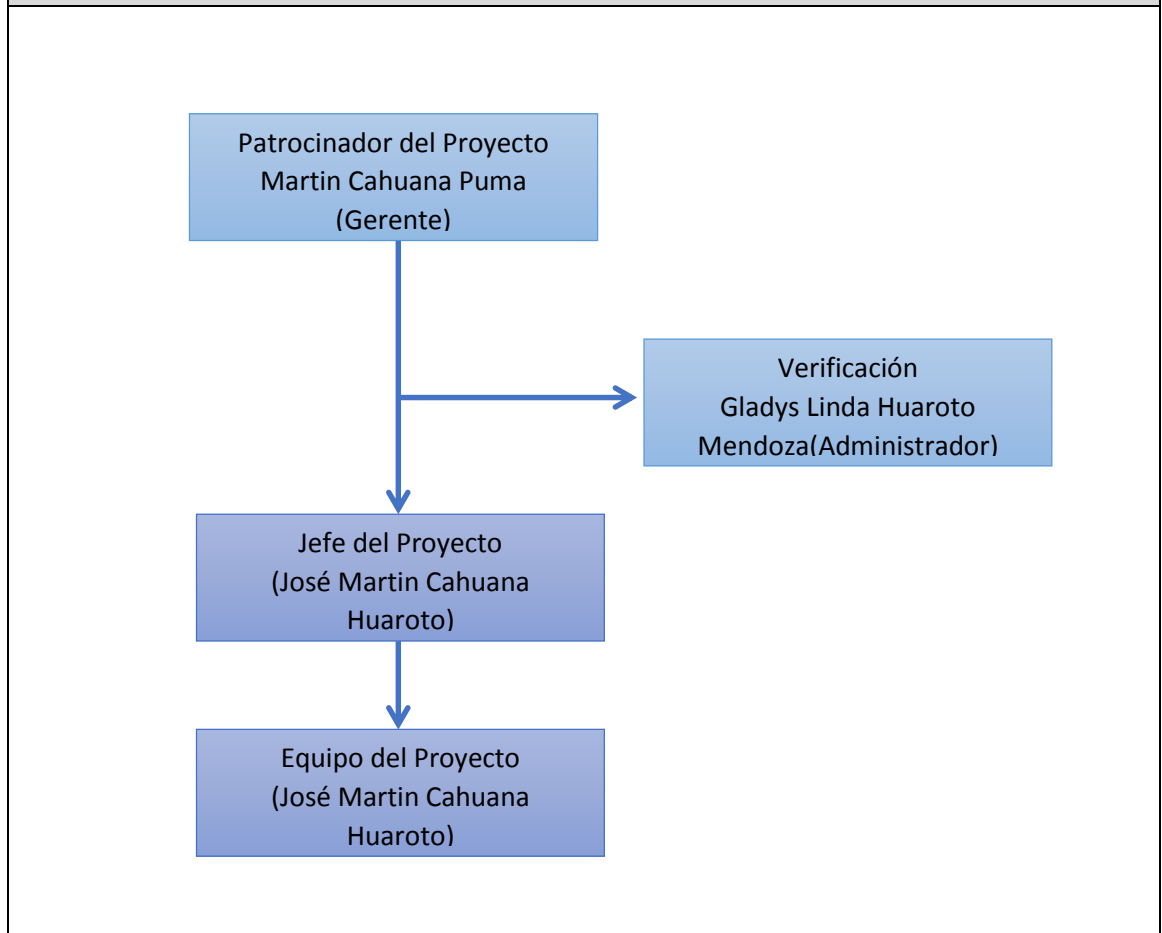 Patrocinador del Proyecto
Martin Cahuana Puma
(Gerente)
Verificación
Gladys Linda Huaroto
Mendoza(Administrador)
Jefe del Proyecto
(José Martin Cahuana
Huaroto)
Equipo del Proyecto
(José Martin Cahuana
Huaroto)